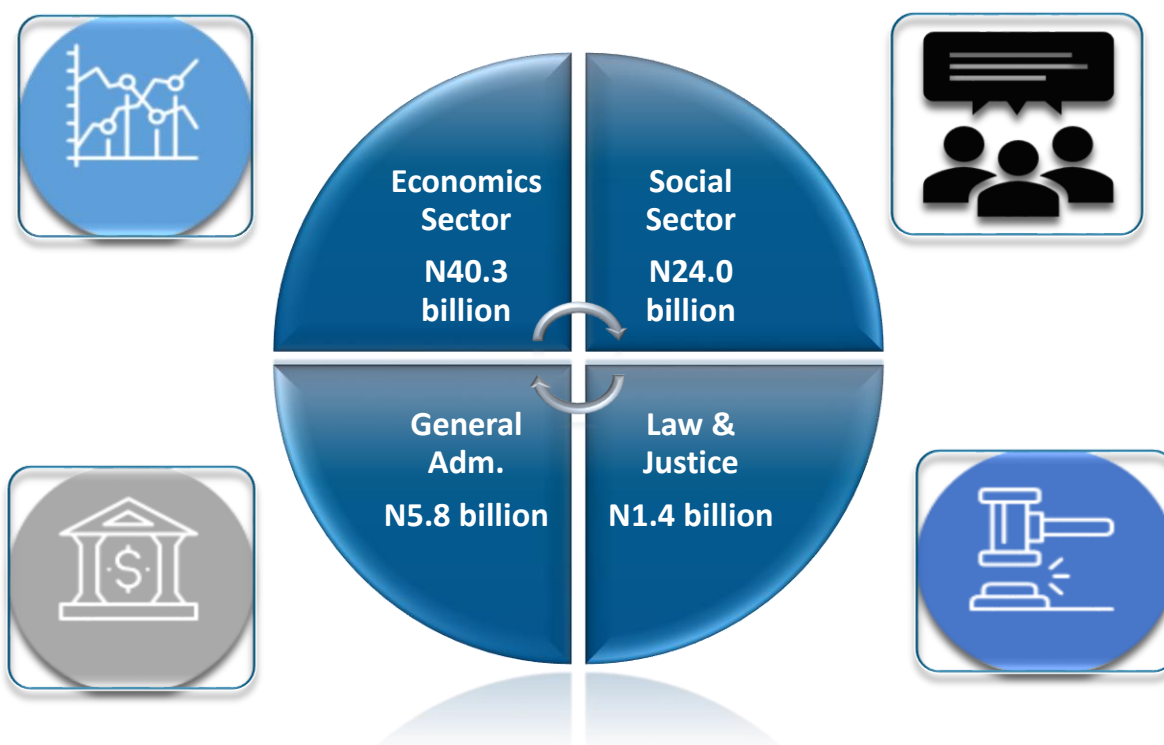 Economics
Sector
N40.3
billion
Social
Sector
N24.0
billion
General
Adm.
N5.8 billion
Law &
Justice
N1.4 billion
$